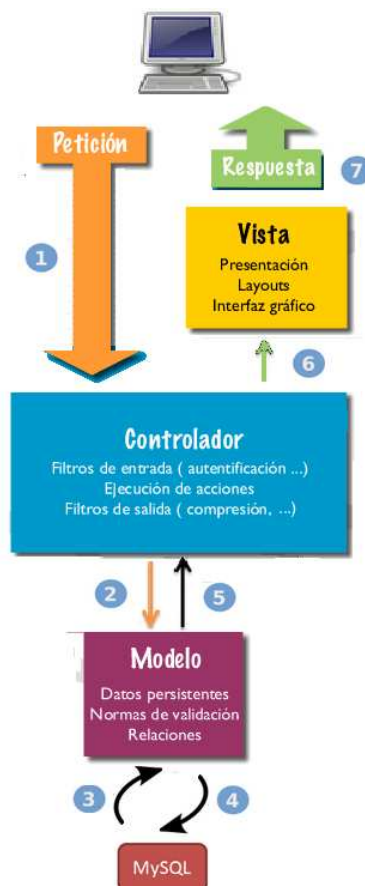 Petición
Respuesta
7
1
Vista
Presentación
Layouts
Interfaz gráfico
6
Controlador
Filtros de entrada ( autentificación ...)
Ejecución de acciones
Filtros de salida ( compresión, ...)
2
5
Modelo
Datos persistentes
Normas de validación
Relaciones
3
4
MySQL